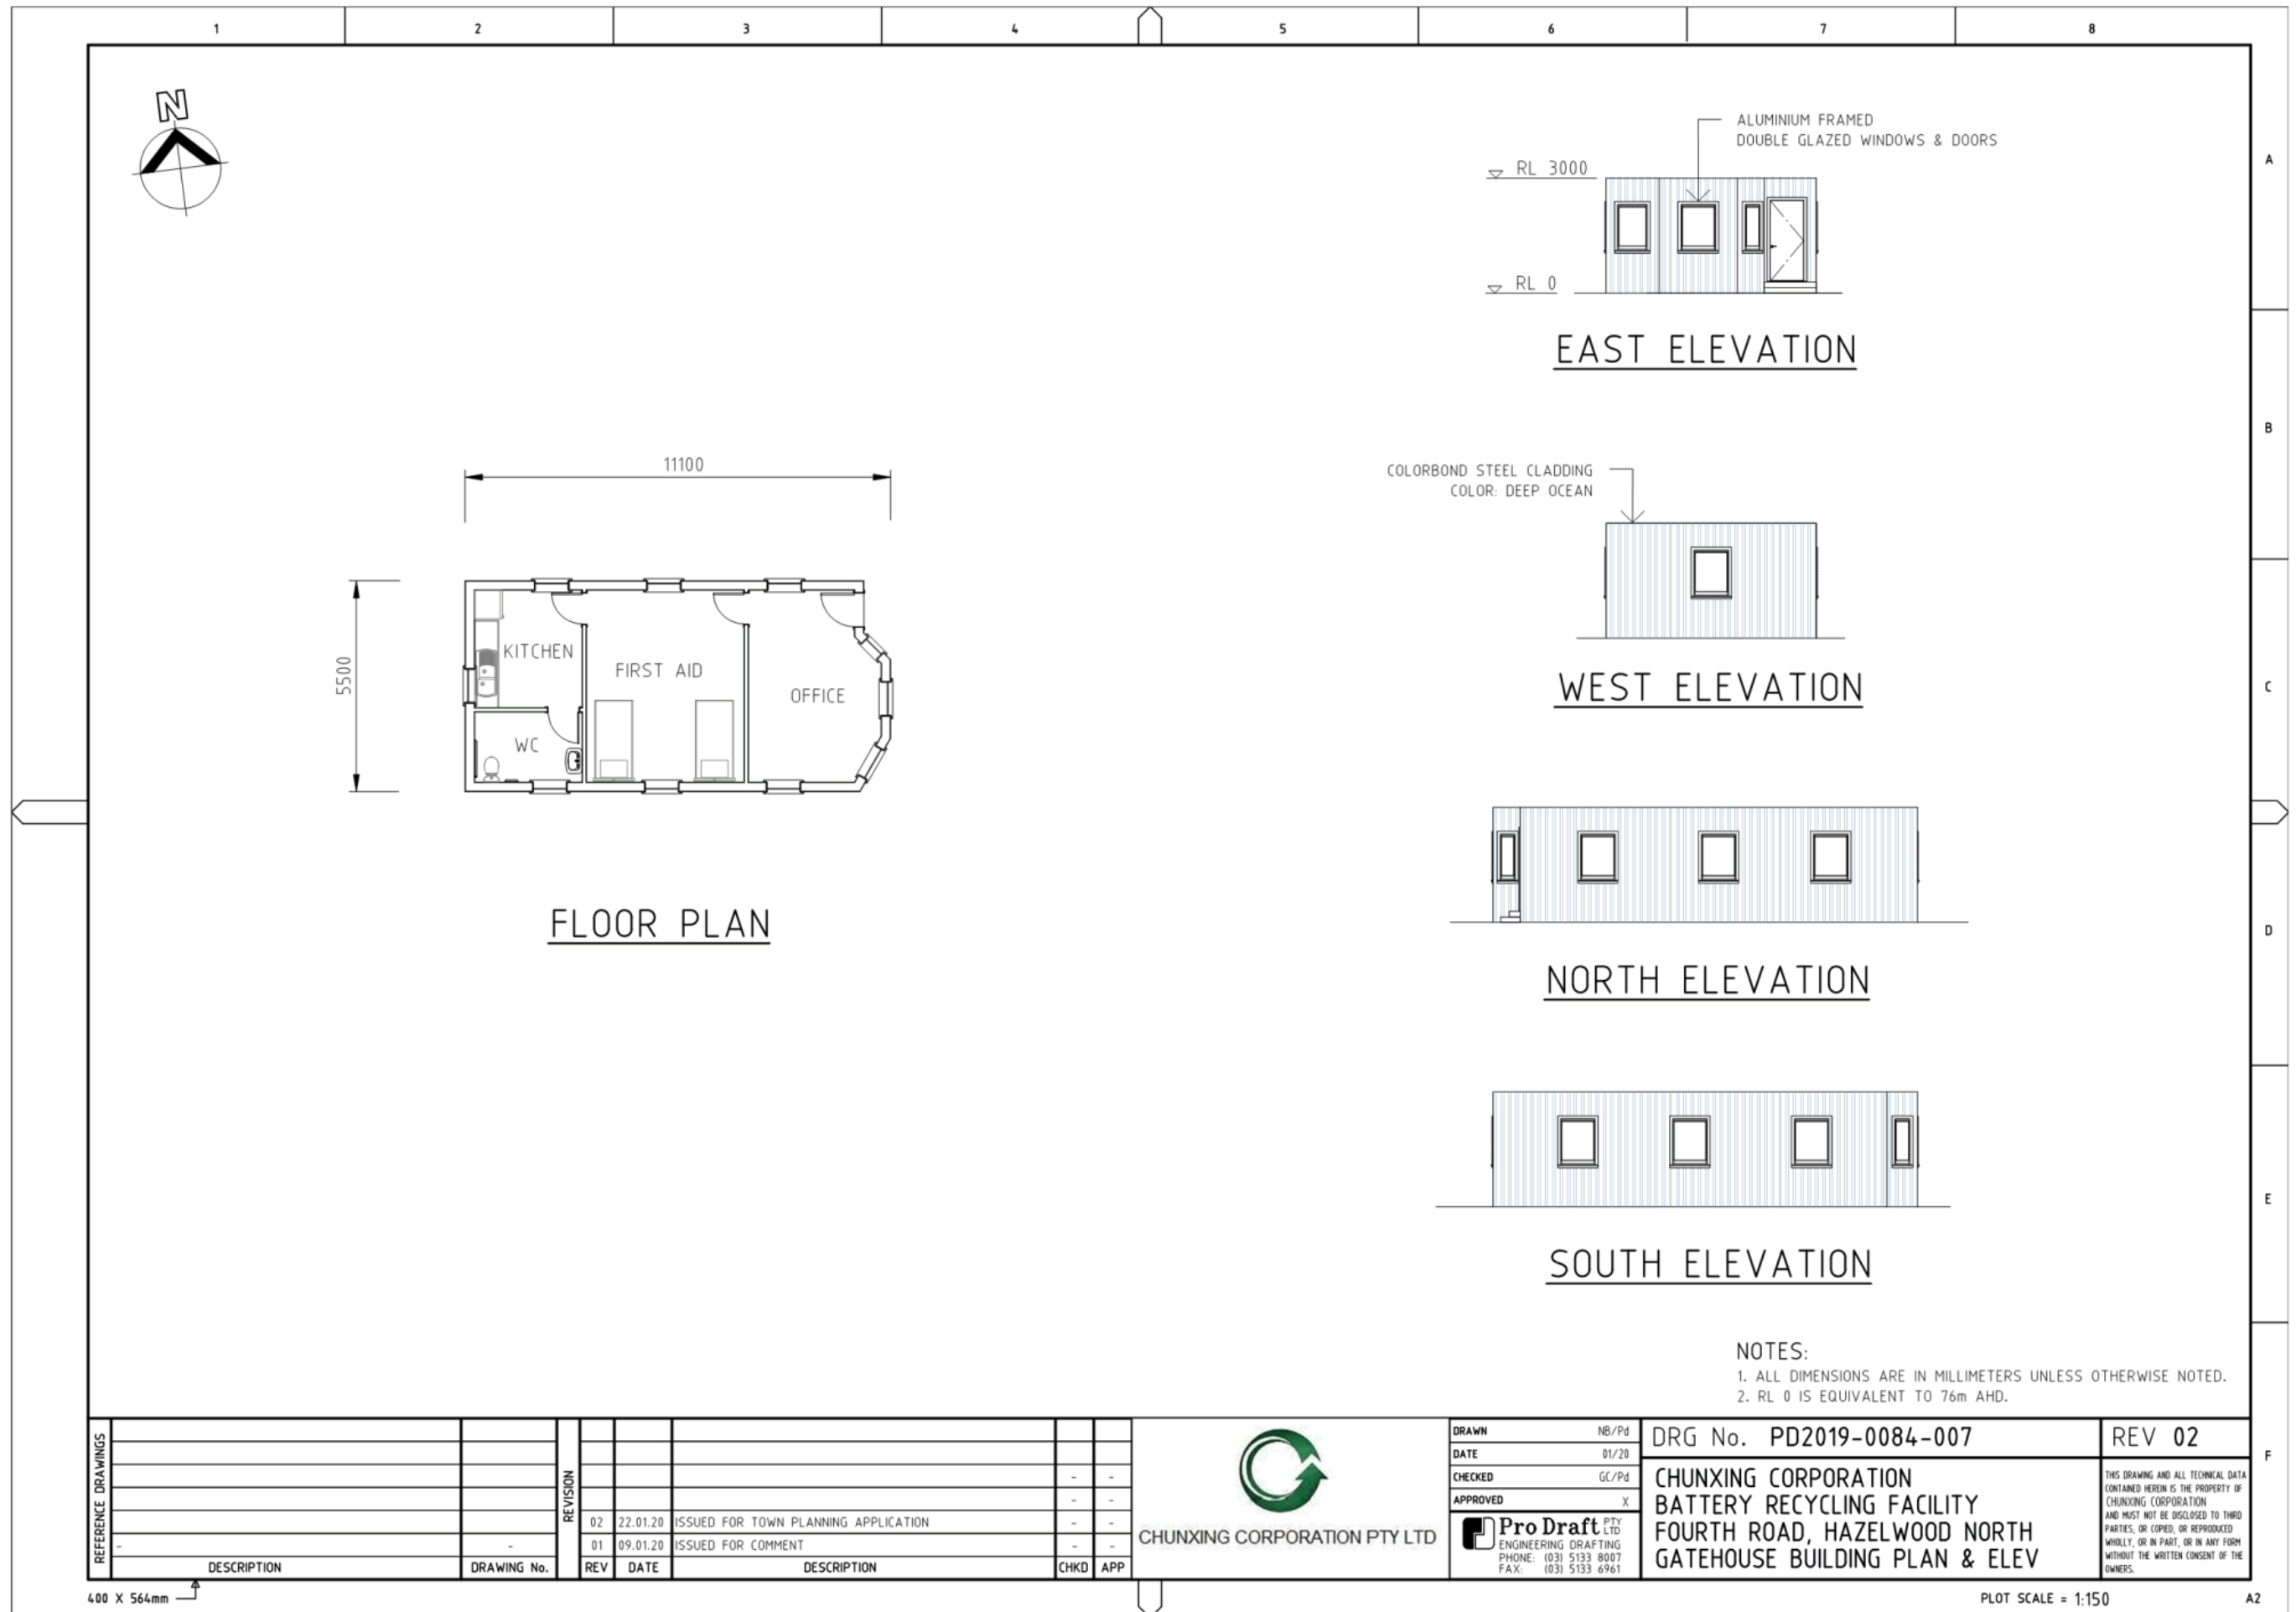 1 2 3 4 5 6 7 8
N
A
B
C
D
E
F
ALUMINIUM FRAMED
DOUBLE GLAZED WINDOWS & DOORS
RL 3000
RL 0
EAST ELEVATION
COLORBOND STEEL CLADDING
COLOR: DEEP OCEAN
WEST ELEVATION
NORTH ELEVATION
SOUTH ELEVATION
11100
5500
KITCHEN
FIRST AID
OFFICE
WC
FLOOR PLAN
NOTES:
1. ALL DIMENSIONS ARE IN MILLIMETERS UNLESS OTHERWISE NOTED.
2. RL 0 IS EQUIVALENT TO 76m AHD.
REFERENCE DRAWINGS
- -
DESCRIPTION DRAWING No.
REVISION
- -
- -
02 22.01.20 ISSUED FOR TOWN PLANNING APPLICATION - -
01 09.01.20 ISSUED FOR COMMENT - -
REV DATE DESCRIPTION CHKD APP
CHUNXING CORPORATION PTY LTD
DRAWN NB/Pd
DATE 01/20
CHECKED GC/Pd
APPROVED X
Pro Draft PTY LTD
ENGINEERING DRAFTING
PHONE: (03) 5133 8007
FAX: (03) 5133 6961
DRG No. PD2019-0084-007
REV 02
CHUNXING CORPORATION
BATTERY RECYCLING FACILITY
FOURTH ROAD, HAZELWOOD NORTH
GATEHOUSE BUILDING PLAN & ELEV
THIS DRAWING AND ALL TECHNICAL DATA
CONTAINED HEREIN IS THE PROPERTY OF
CHUNXING CORPORATION
AND MUST NOT BE DISCLOSED TO THIRD
PARTIES, OR COPIED, OR REPRODUCED
WHOLLY, OR IN PART, OR IN ANY FORM
WITHOUT THE WRITTEN CONSENT OF THE
OWNERS.
400 X 564mm
PLOT SCALE = 1:150
A2